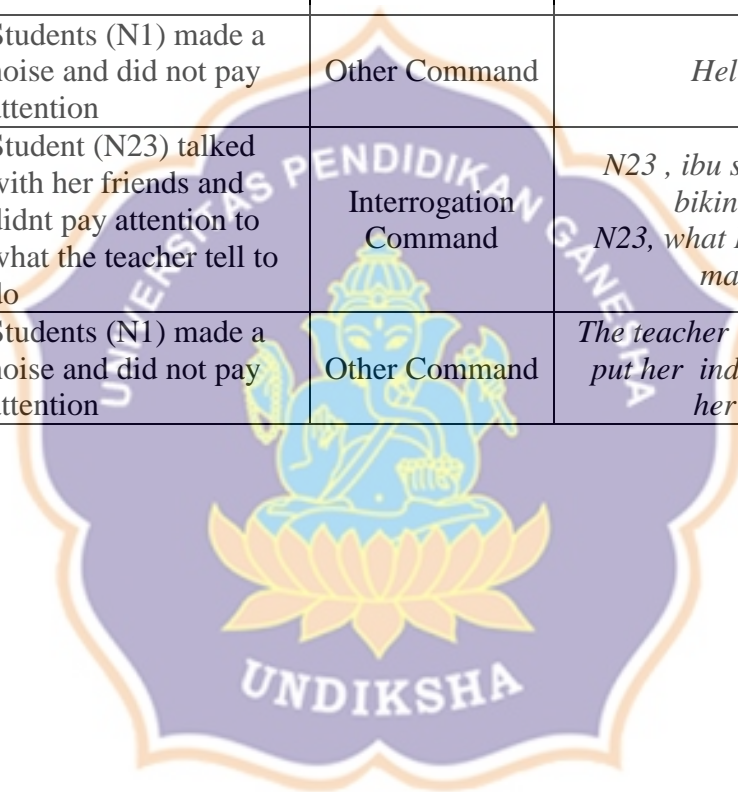 Students (N1) made a
noise and did not pay
attention
Other Command
Hel
Student (N23) talked
with her friends and
didnt pay attention to
what the teacher tell to
do
Interrogation
Command
N23 , ibu s
bikin
N23, what
ma
Students (N1) made a
noise and did not pay
attention
Other Command
The teacher
put her ind
her
UNIVERSITAS PENDIDIKAN GANESHA
UNDIKSHA